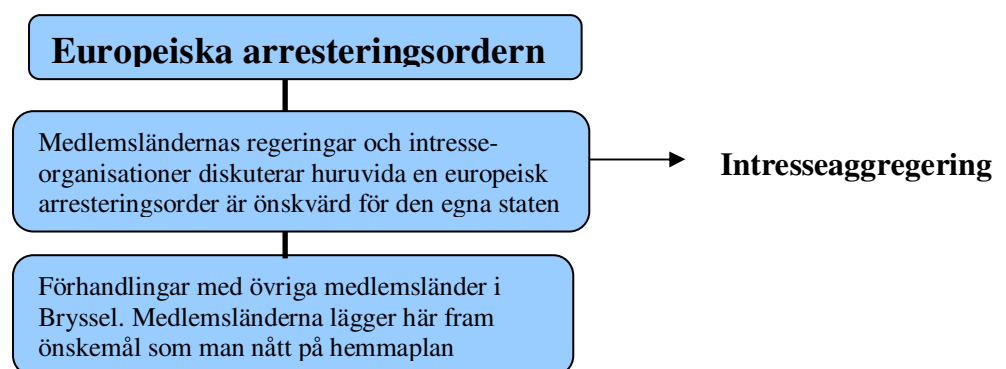 Europeiska arresteringsordern
Medlemsländernas regeringar och intresse-
organisationer diskuterar huruvida en europeisk
arresteringsorder är önskvärd för den egna staten
Intresseaggregering
Förhandlingar med övriga medlemsländer i
Bryssel. Medlemsländerna lägger här fram
önskemål som man nått på hemmaplan